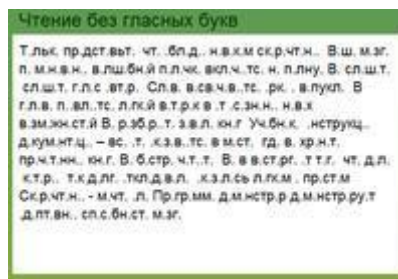 Чтение без гласных букв
Т.льк. пр.дст.вьт. чт. .бл.д.. н.в.к.м ск.р.чт.н.. В.ш. м.зг.
п. м.н.в.н.. в.лш.бн.й п.л.чк. вкл.ч..тс. н. п.лну. В. сл.ш.т.
сл.ш.т. г.л.с .вт.р. Сл.в. в.св.ч.в..тс. .рк. . в.пукл. В
г.л.в. п..вл..тс. л.гк.й в.т.р.к в .т .с.зн.н.. н.в.х
в.зм.жн.ст.й В. р.зб.р..т. з.в.л. кн.г Уч.бн.к. .нструкц..
д.кум.нт.ц.. – вс. .т. .к.з.в..тс. в м.ст. гд. в. хр.н.т.
пр.ч.т.нн.. кн.г. В. б.стр. ч.т..т. В. в в.ст.рг. .т т.г. чт. д.л.
к.т.р.. т.к д.лг. .ткл.д.в.л. .к.з.л.сь л.гк.м . пр.ст.м
Ск.р.чт.н.. - м.чт. .л. Пр.гр.мм. д.м.нстр.р д.м.нстр.ру.т
.д.пт.вн.. сп.с.бн.ст. м.зг.